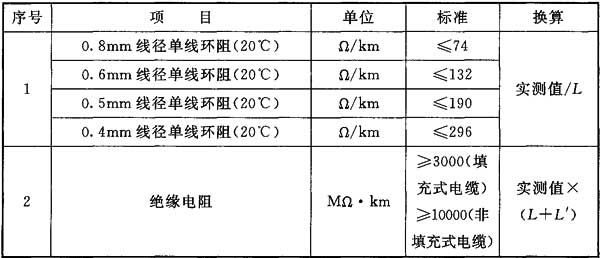 序号 项 目 单位 标准 换算
1 0.8mm 线径单线环阻(20℃) Ω/km ≤74 实测值/L
0.6mm 线径单线环阻(20℃) Ω/km ≤132
0.5mm 线径单线环阻(20℃) Ω/km ≤190
0.4mm 线径单线环阻(20℃) Ω/km ≤296
2 绝缘电阻 MΩ·km ≥3000(填
充式电缆)
≥10000(非
填充式电缆) 实测值×
(L+L′)